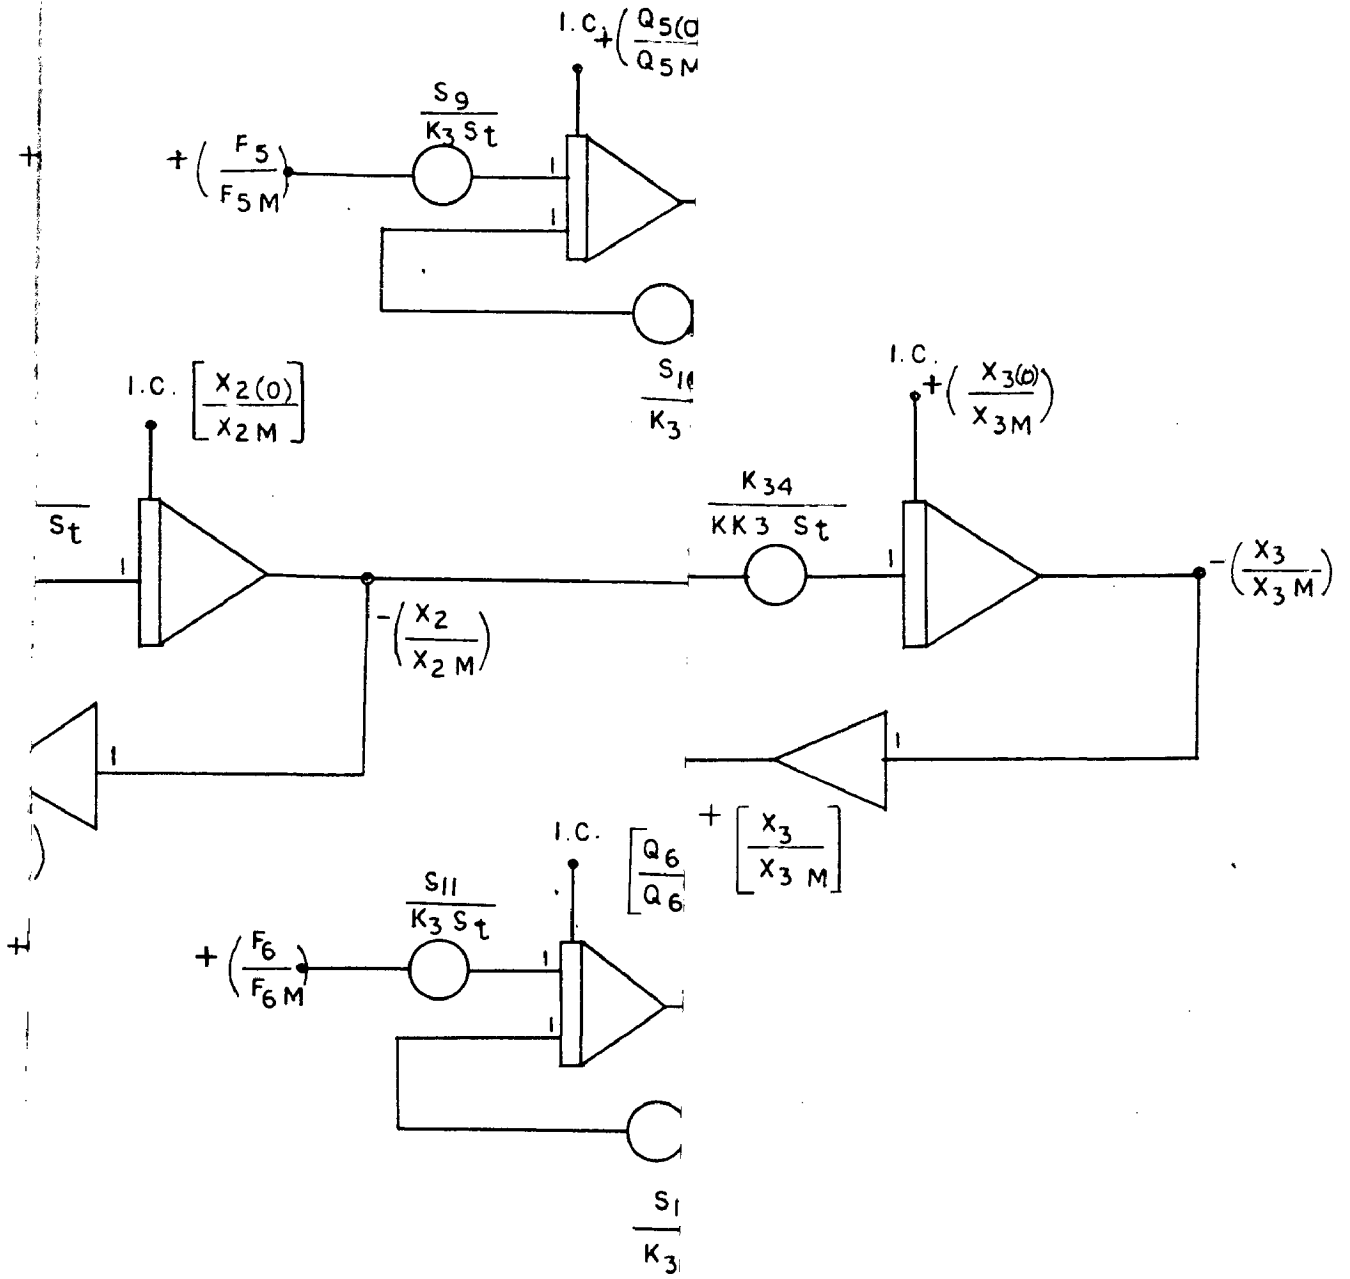 I.C. +(Q5(0
Q5M
S9
K3 St
+(F5
F5M)
1
1
+
S1
K3
I.C. [X2(0)
X2M]
I.C.
+(X3(0)
X3M)
St
1
-(X2
X2M)
K34
KK3 St
1
-(X3
X3M)
1
1
+[X3
X3M]
)
I.C. [Q6
Q6
S11
K3 St
+(F6
F6M)
1
1
+
S1
K3